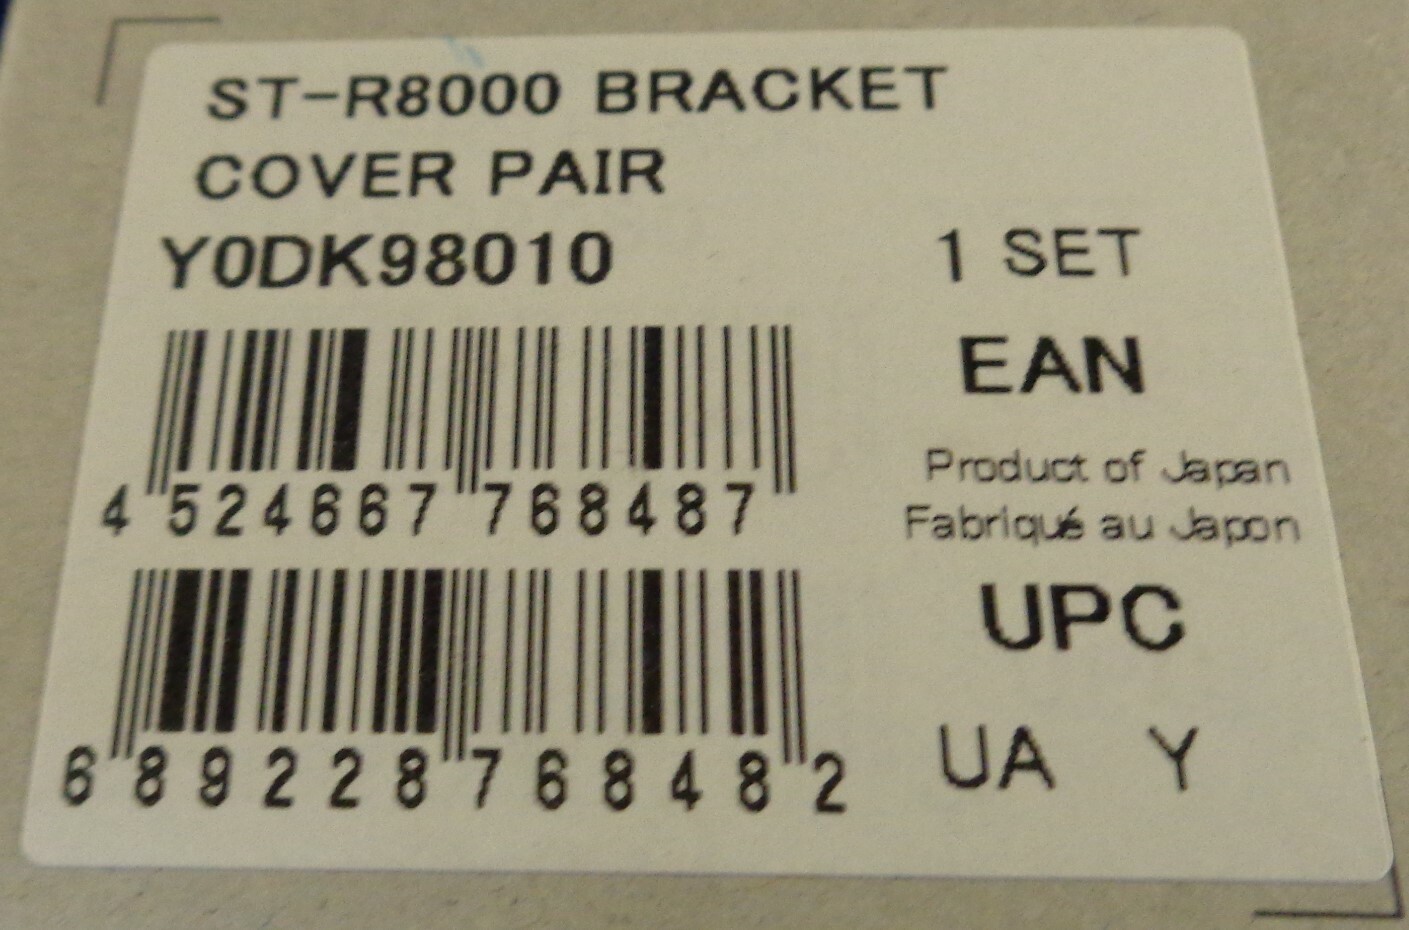 ST-R8000 BRACKET
COVER PAIR
Y0DK98010 1 SET
EAN
4 524667 768487
Product of Japan
Fabriqué au Japon
UPC
6 89228 76848 2
UA Y